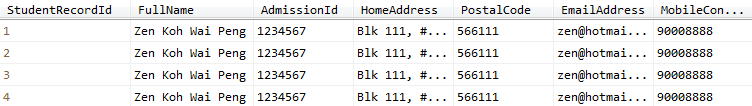 StudentRecordId FullName AdmissionId HomeAddress PostalCode EmailAddress MobileCon...
1 Zen Koh Wai Peng 1234567 Blk 111, #... 566111 zen@hotmai... 90008888
2 Zen Koh Wai Peng 1234567 Blk 111, #... 566111 zen@hotmai... 90008888
3 Zen Koh Wai Peng 1234567 Blk 111, #... 566111 zen@hotmai... 90008888
4 Zen Koh Wai Peng 1234567 Blk 111, #... 566111 zen@hotmai... 90008888